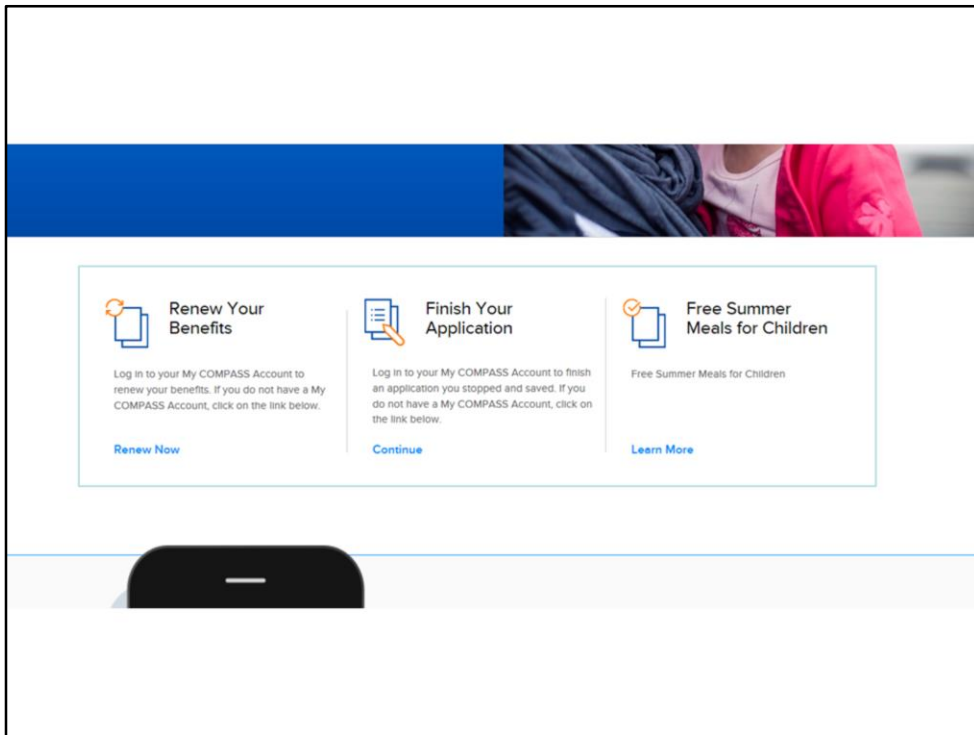 Renew Your
Benefits
Log in to your My COMPASS Account to
renew your benefits. If you do not have a My
COMPASS Account, click on the link below.
Renew Now
Finish Your
Application
Log in to your My COMPASS Account to finish
an application you stopped and saved. If you
do not have a My COMPASS Account, click on
the link below.
Continue
Free Summer
Meals for Children
Free Summer Meals for Children
Learn More